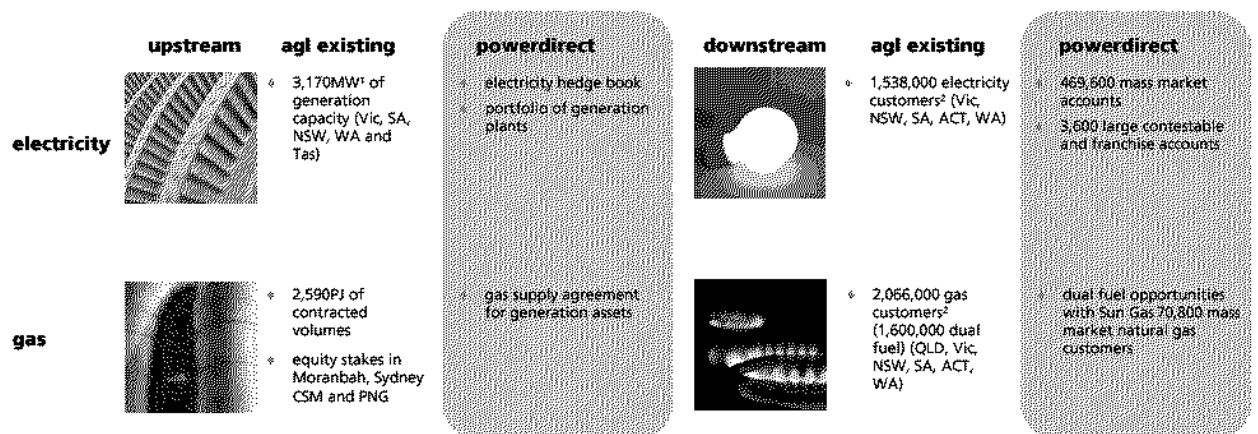 upstream
agl existing
powerdirect
downstream
agl existing
powerdirect
electricity
3,170MW¹ of
generation
capacity (Vic, SA,
NSW, WA and
Tas)
electricity hedge book
portfolio of generation
plants
1,538,000 electricity
customers² (Vic,
NSW, SA, ACT, WA)
469,600 mass market
accounts
3,600 large contestable
and franchise accounts
gas
2,590PJ of
contracted
volumes
equity stakes in
Moranbah, Sydney
CSM and PNG
gas supply agreement
for generation assets
2,066,000 gas
customers²
(1,600,000 dual
fuel) (QLD, Vic,
NSW, SA, ACT,
WA)
dual fuel opportunities
with Sun Gas 70,800 mass
market natural gas
customers